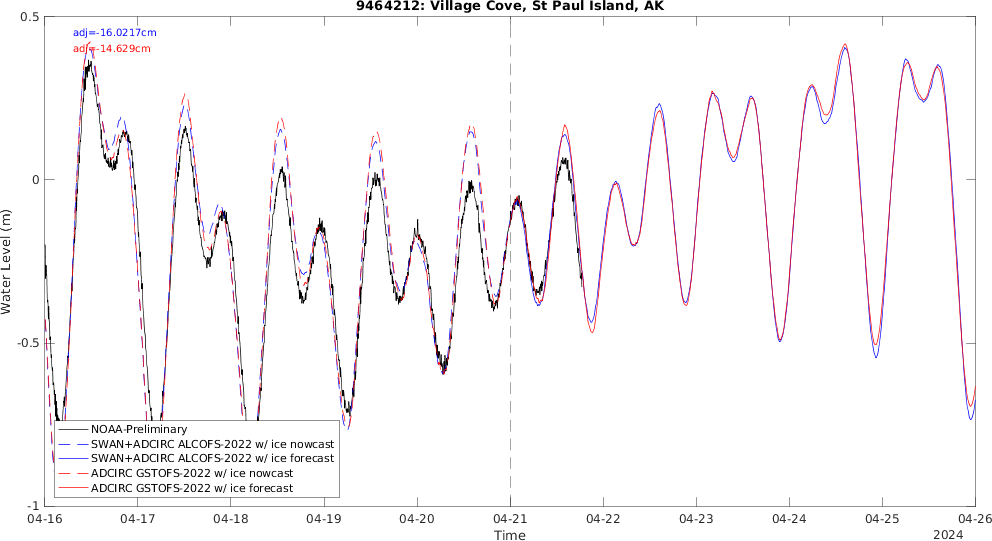 9464212: Village Cove, St Paul Island, AK
0.5
adj=-16.0217cm
adj=-14.629cm
0
Water Level (m)
-0.5
NOAA-Preliminary
SWAN+ADCIRC ALCOFS-2022 w/ ice nowcast
SWAN+ADCIRC ALCOFS-2022 w/ ice forecast
ADCIRC GSTOFS-2022 w/ ice nowcast
ADCIRC GSTOFS-2022 w/ ice forecast
-1
04-16 04-17 04-18 04-19 04-20 04-21 04-22 04-23 04-24 04-25 04-26
Time
2024